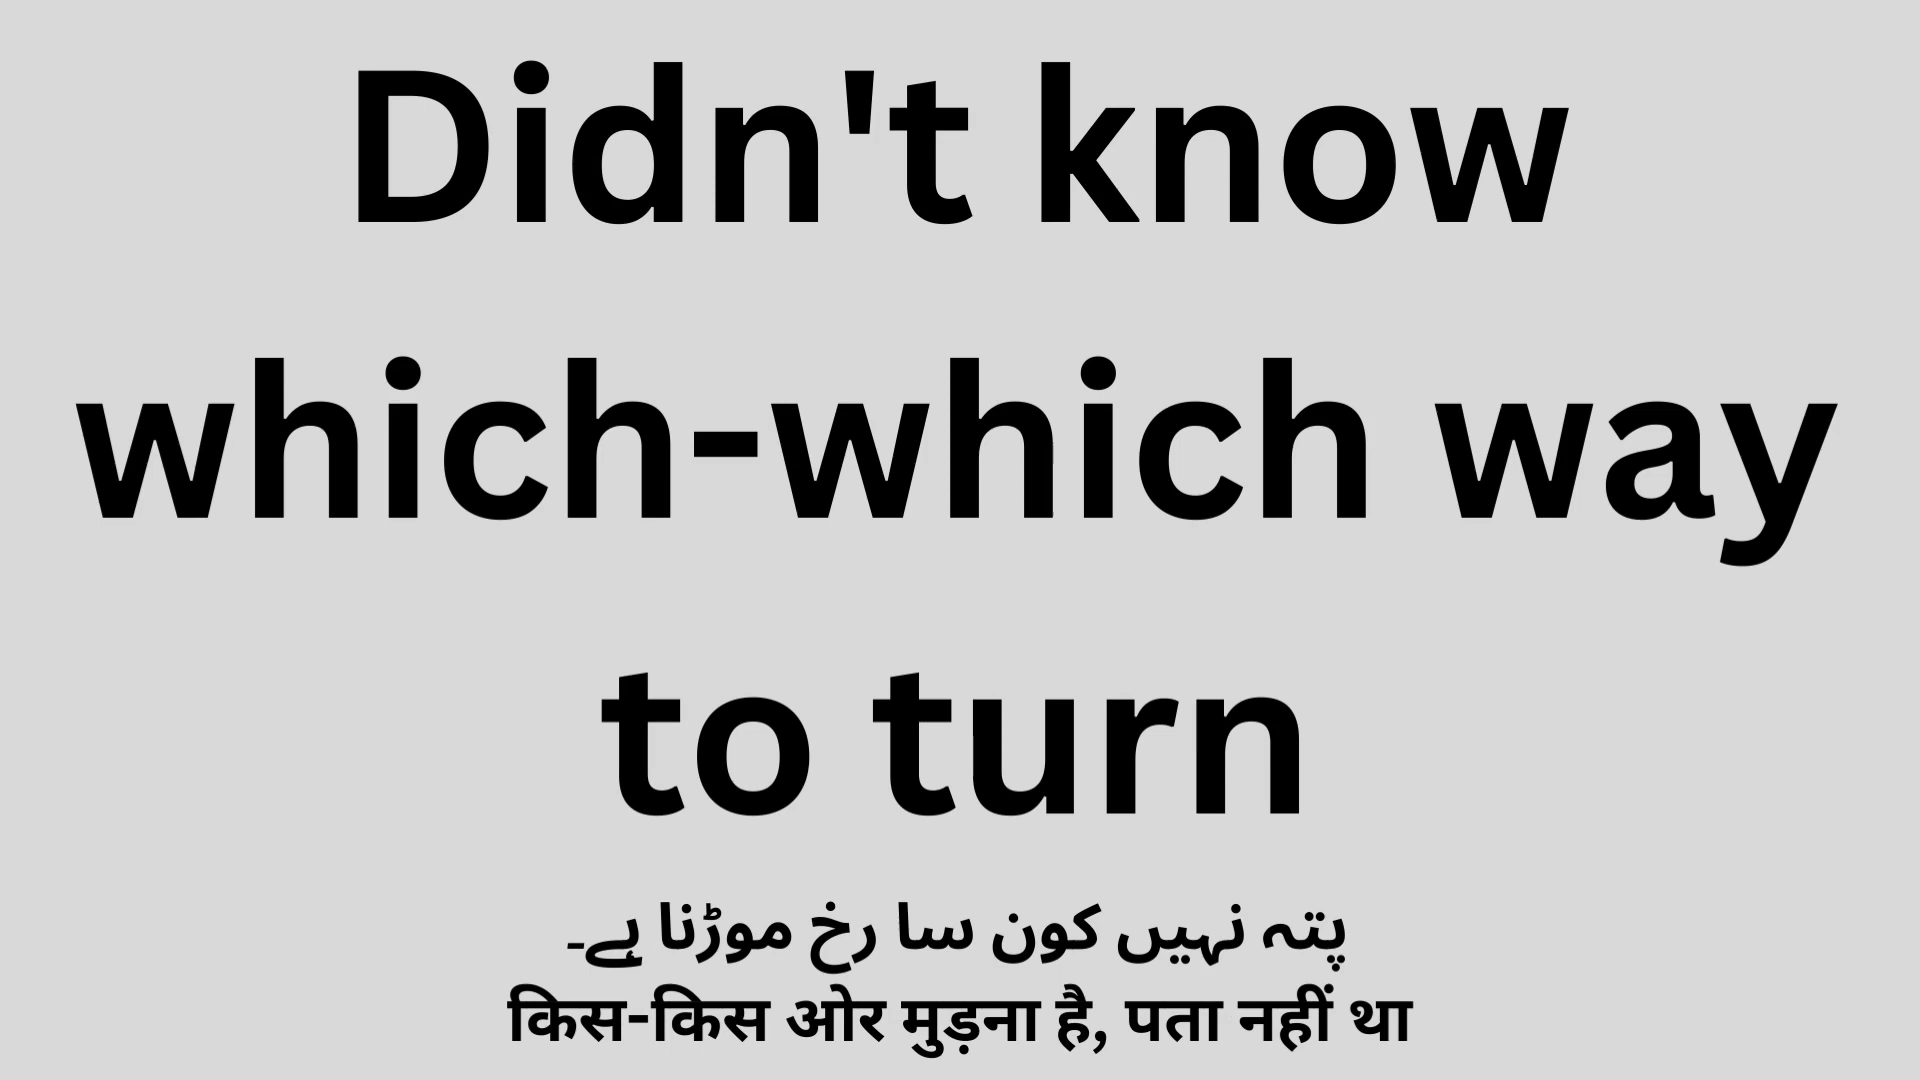 Didn't know
which-which way
to turn
پتہ نہیں کون سا رخ موڑنا ہے۔
किस-किस ओर मुड़ना है, पता नहीं था